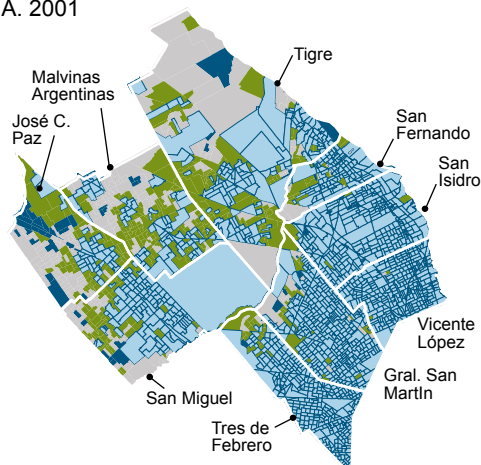 A. 2001
Tigre
Malvinas
Argentinas
José C.
Paz
San
Fernando
San
Isidro
Vicente
López
Gral. San
MartIn
San Miguel
Tres de
Febrero